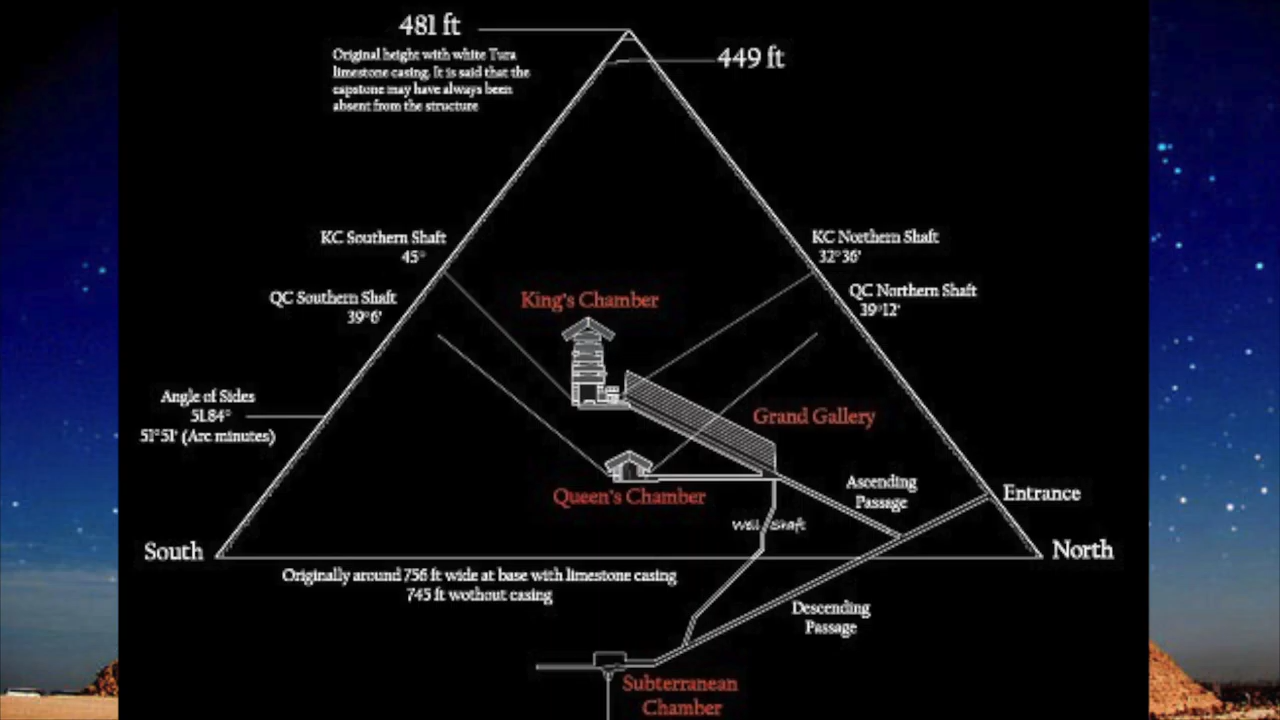 481 ft
Original height with white Tura
limestone casing. It is said that the
capstone may have always been
absent from the structure
449 ft
KC Southern Shaft
45°
KC Northern Shaft
32°36'
QC Southern Shaft
39°6'
QC Northern Shaft
39°12'
King's Chamber
Angle of Sides
51.84°
51°51' (Arc minutes)
Grand Gallery
Queen's Chamber
Ascending
Passage
Entrance
Well Shaft
South
North
Originally around 756 ft wide at base with limestone casing
745 ft wothout casing
Descending
Passage
Subterranean
Chamber